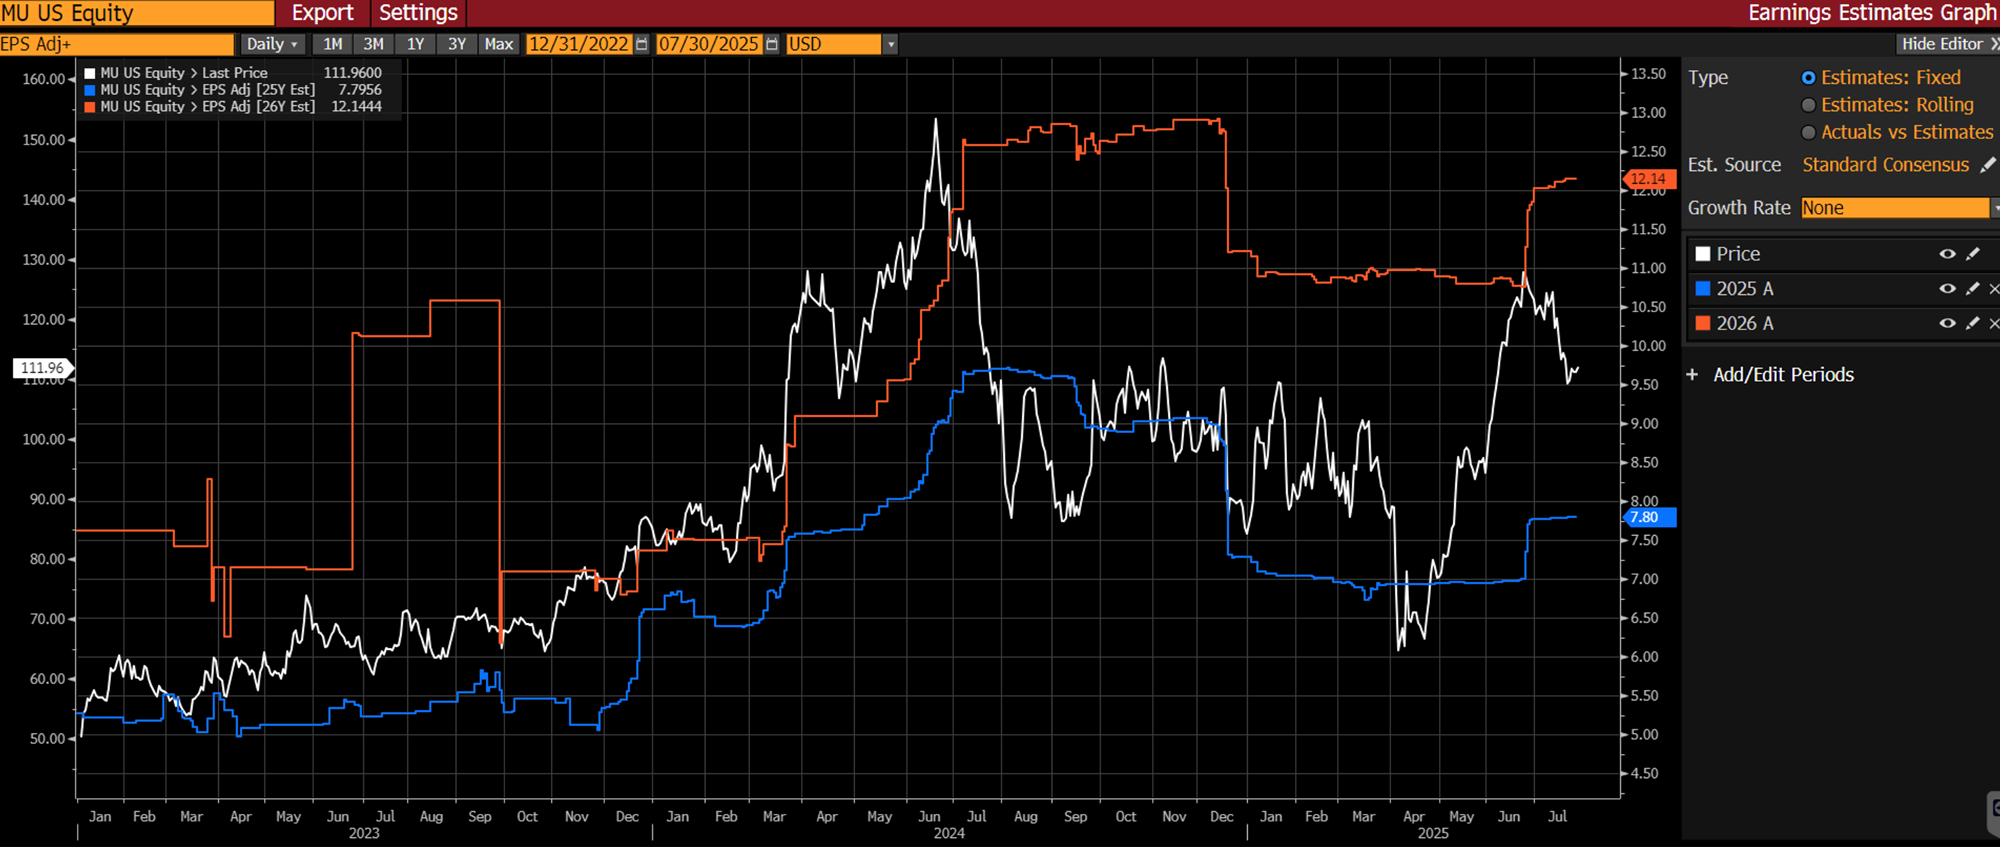 MU US Equity Export Settings Earnings Estimates Graph
EPS Adj+ Daily 1M 3M 1Y 3Y Max 12/31/2022 07/30/2025 USD Hide Editor
MU US Equity > Last Price 111.9600
MU US Equity > EPS Adj [25Y Est] 7.7956
MU US Equity > EPS Adj [26Y Est] 12.1444
160.00
150.00
140.00
130.00
120.00
111.96
110.00
100.00
90.00
80.00
70.00
60.00
50.00
13.50
13.00
12.50
12.14
12.00
11.50
11.00
10.50
10.00
9.50
9.00
8.50
8.00
7.80
7.50
7.00
6.50
6.00
5.50
5.00
4.50
Jan Feb Mar Apr May Jun Jul Aug Sep Oct Nov Dec Jan Feb Mar Apr May Jun Jul Aug Sep Oct Nov Dec Jan Feb Mar Apr May Jun Jul
2023 2024 2025
Type Estimates: Fixed
Estimates: Rolling
Actuals vs Estimates
Est. Source Standard Consensus
Growth Rate None
Price
2025 A
2026 A
+ Add/Edit Periods